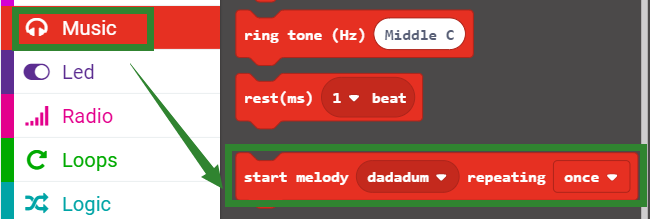 Music
Led
Radio
Loops
Logic
ring tone (Hz) Middle C
rest(ms) 1 beat
start melody dadadum repeating once